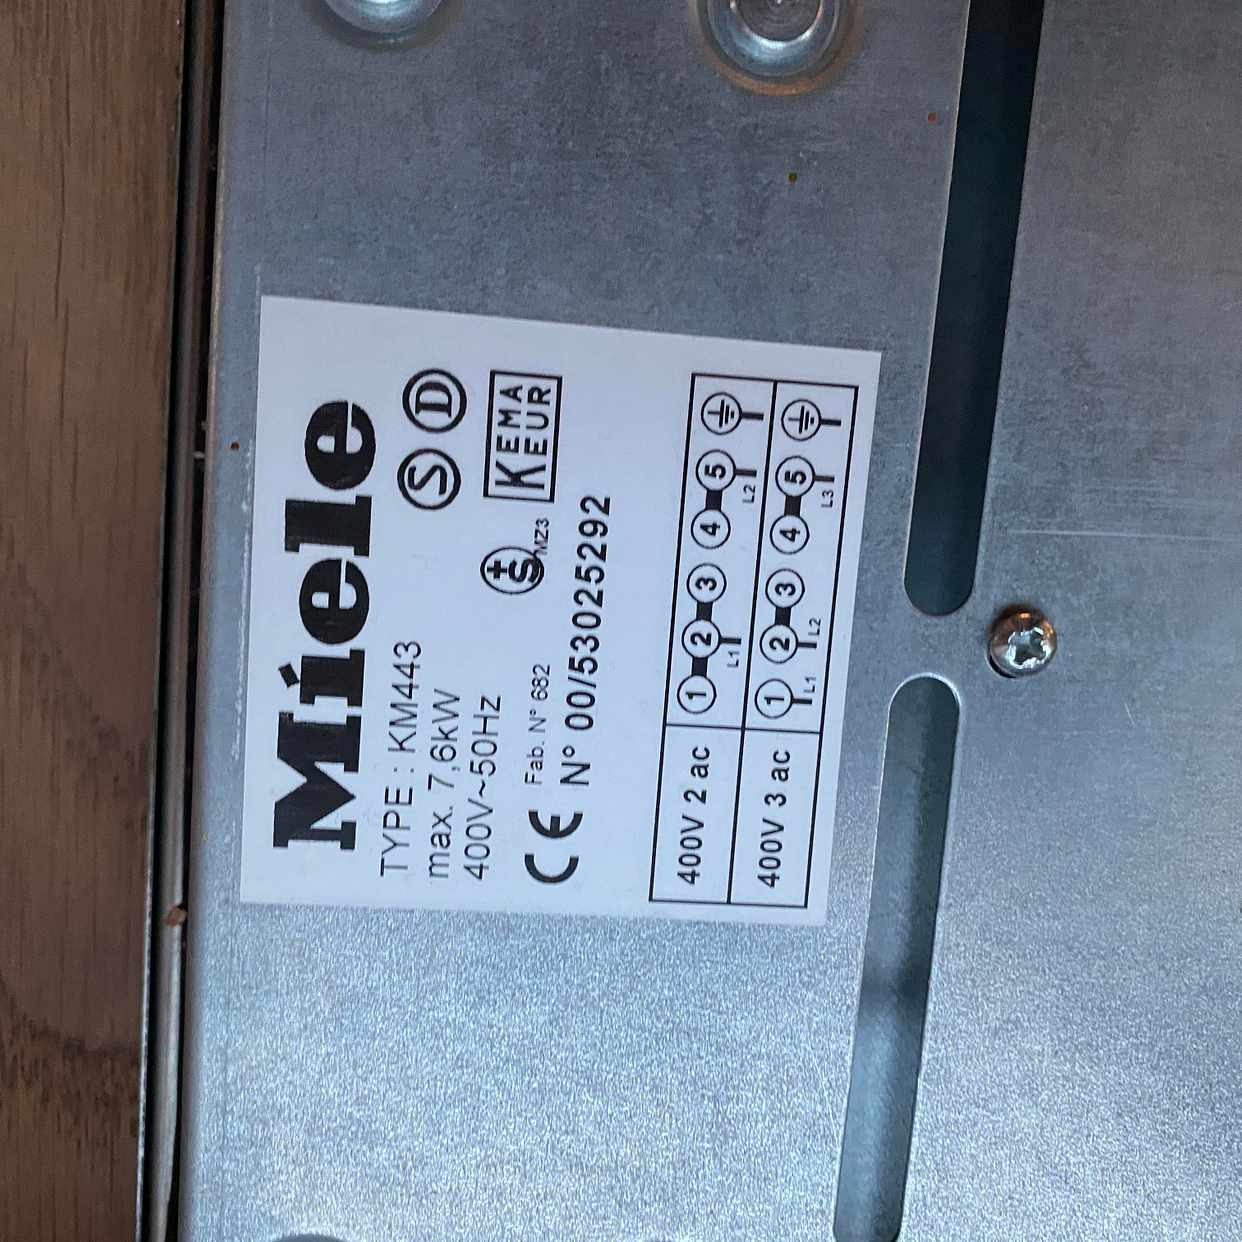 Miele
TYPE : KM443
max. 7,6kW
400V~50Hz
S D
CE Fab. N° 682
N° 00/53025292
S MZ3
KEMA
EUR
400V 2 ac 1 2 3 4 5
L1 L2
400V 3 ac 1 2 3 4 5
L1 L2 L3